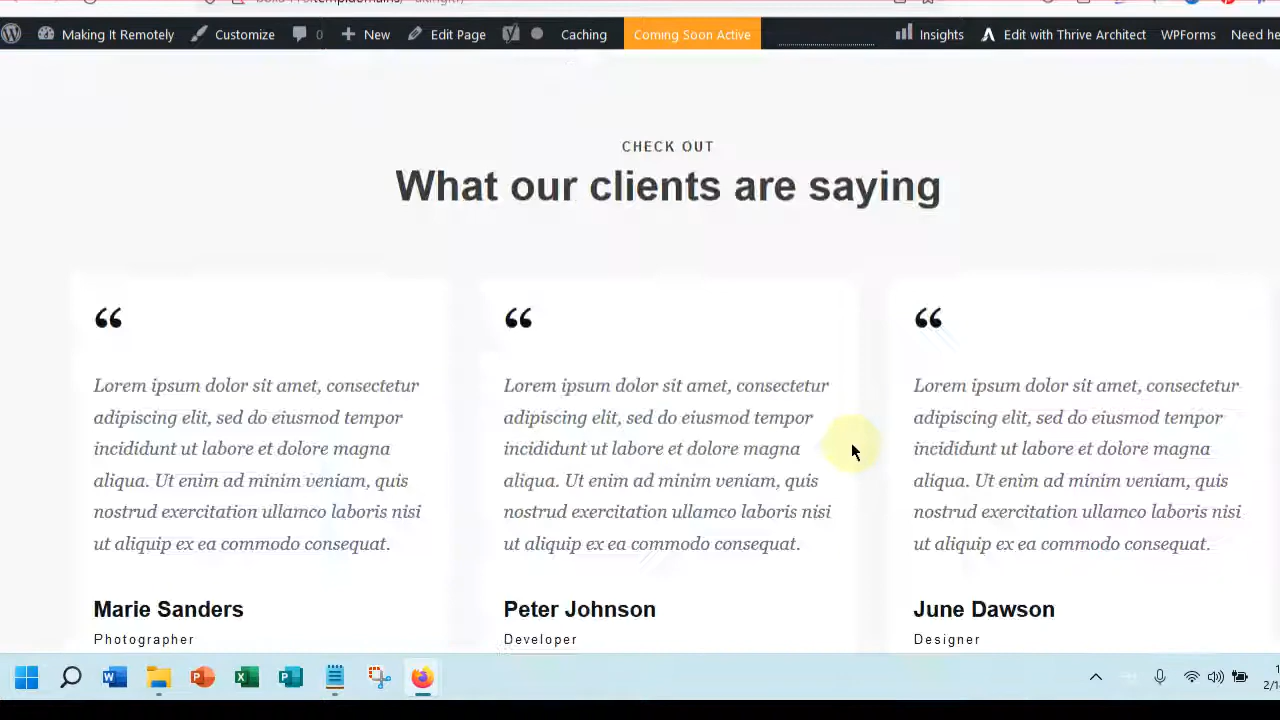 Making It Remotely Customize 0 New Edit Page Caching Coming Soon Active Insights Edit with Thrive Architect WPForms Need he
CHECK OUT
What our clients are saying
“
Lorem ipsum dolor sit amet, consectetur
adipiscing elit, sed do eiusmod tempor
incididunt ut labore et dolore magna
aliqua. Ut enim ad minim veniam, quis
nostrud exercitation ullamco laboris nisi
ut aliquip ex ea commodo consequat.
Marie Sanders
Photographer
“
Lorem ipsum dolor sit amet, consectetur
adipiscing elit, sed do eiusmod tempor
incididunt ut labore et dolore magna
aliqua. Ut enim ad minim veniam, quis
nostrud exercitation ullamco laboris nisi
ut aliquip ex ea commodo consequat.
Peter Johnson
Developer
“
Lorem ipsum dolor sit amet, consectetur
adipiscing elit, sed do eiusmod tempor
incididunt ut labore et dolore magna
aliqua. Ut enim ad minim veniam, quis
nostrud exercitation ullamco laboris nisi
ut aliquip ex ea commodo consequat.
June Dawson
Designer